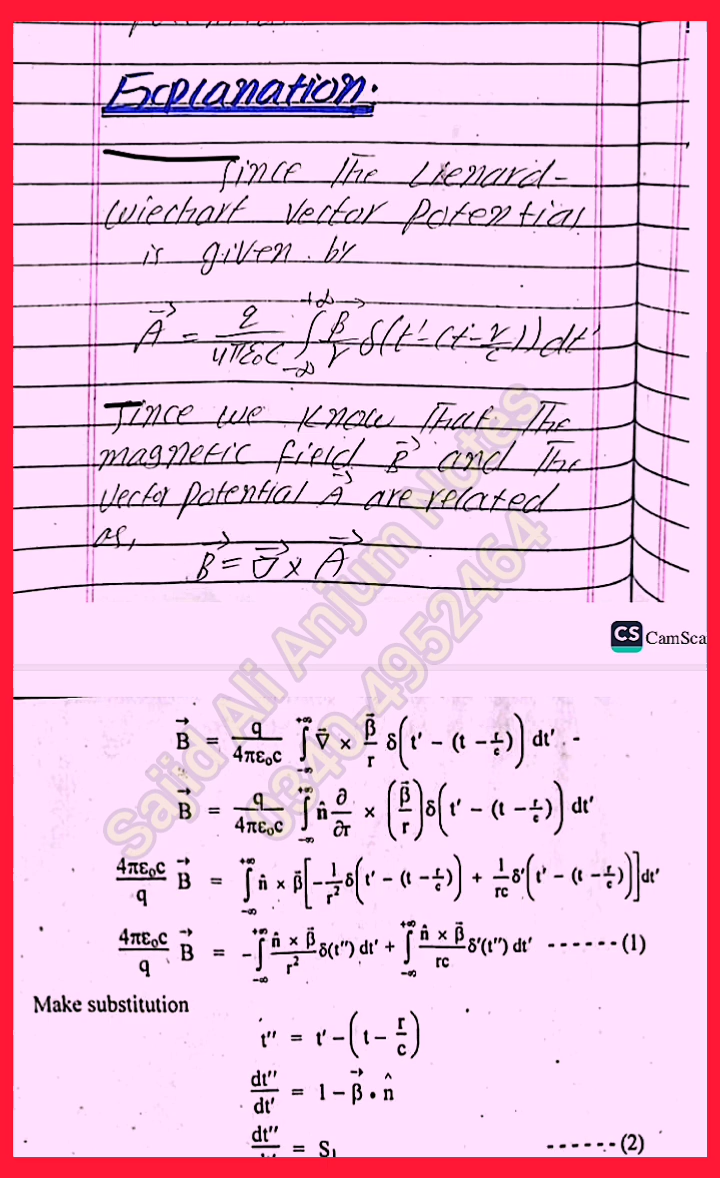 Explanation.
Since The Lienard-
wiechart vector Potential
is given by
A⃗ = q/4πε₀c ∫₋∞⁺∞ β⃗/r δ(t'-(t-r/c)) dt'
Since we know That The
magnetic field B⃗ and The
vector potential A⃗ are related
as,
B⃗ = ∇⃗ x A⃗
CS CamSca
B⃗ = q/4πε₀c ∫₋∞⁺∞ ∇⃗ × β⃗/r δ(t' - (t - r/c)) dt'
B⃗ = q/4πε₀c ∫₋∞⁺∞ n̂ ∂/∂r × (β⃗/r) δ(t' - (t - r/c)) dt'
4πε₀c/q B⃗ = ∫₋∞⁺∞ n̂ × β⃗[-1/r² δ(t' - (t - r/c)) + 1/rc δ'(t' - (t - r/c))]dt'
4πε₀c/q B⃗ = -∫₋∞⁺∞ n̂ × β⃗/r² δ(t'') dt' + ∫₋∞⁺∞ n̂ × β⃗/rc δ'(t'') dt' ------(1)
Make substitution
t'' = t' - (t - r/c)
dt''/dt' = 1 - β⃗ • n̂
dt''/dt' = S₁ ------(2)
Sajid Ali Anjum Notes
0340-4952464